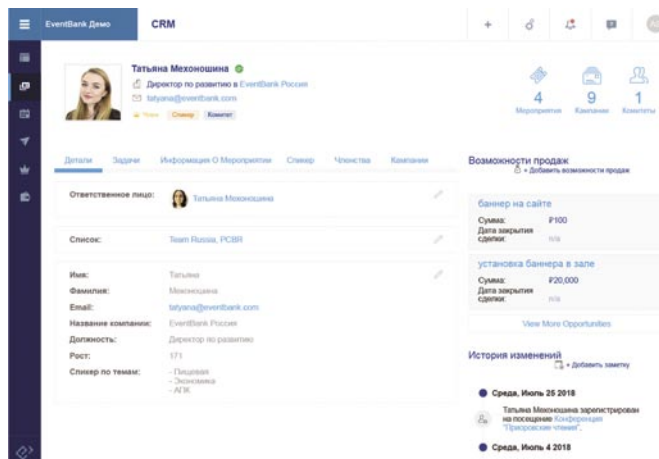 EventBank Демо
CRM
Татьяна Мехоношина
Директор по развитию в EventBank Россия
tatyana@eventbank.com
Спикер
Комитет
4
Мероприятия
9
Кампании
1
Комитеты
Детали
Задачи
Информация О Мероприятии
Спикер
Членства
Кампании
Ответственное лицо:
Татьяна Мехоношина
Список:
Team Russia, PCBR
Имя:
Татьяна
Фамилия:
Мехоношина
Email:
tatyana@eventbank.com
Название компании:
EventBank Россия
Должность:
Директор по развитию
Рост:
171
Спикер по темам:
- Пищевая
- Экономика
- АПК
Возможности продаж
+ Добавить возможности продаж
баннер на сайте
Сумма:
₽100
Дата закрытия
сделки:
n/a
установка баннера в зале
Сумма:
₽20,000
Дата закрытия
сделки:
n/a
View More Opportunities
История изменений
+ Добавить заметку
Среда, Июль 25 2018
Татьяна Мехоношина зарегистрирован
на посещение Конференция
"Приоровские чтения".
Среда, Июль 4 2018